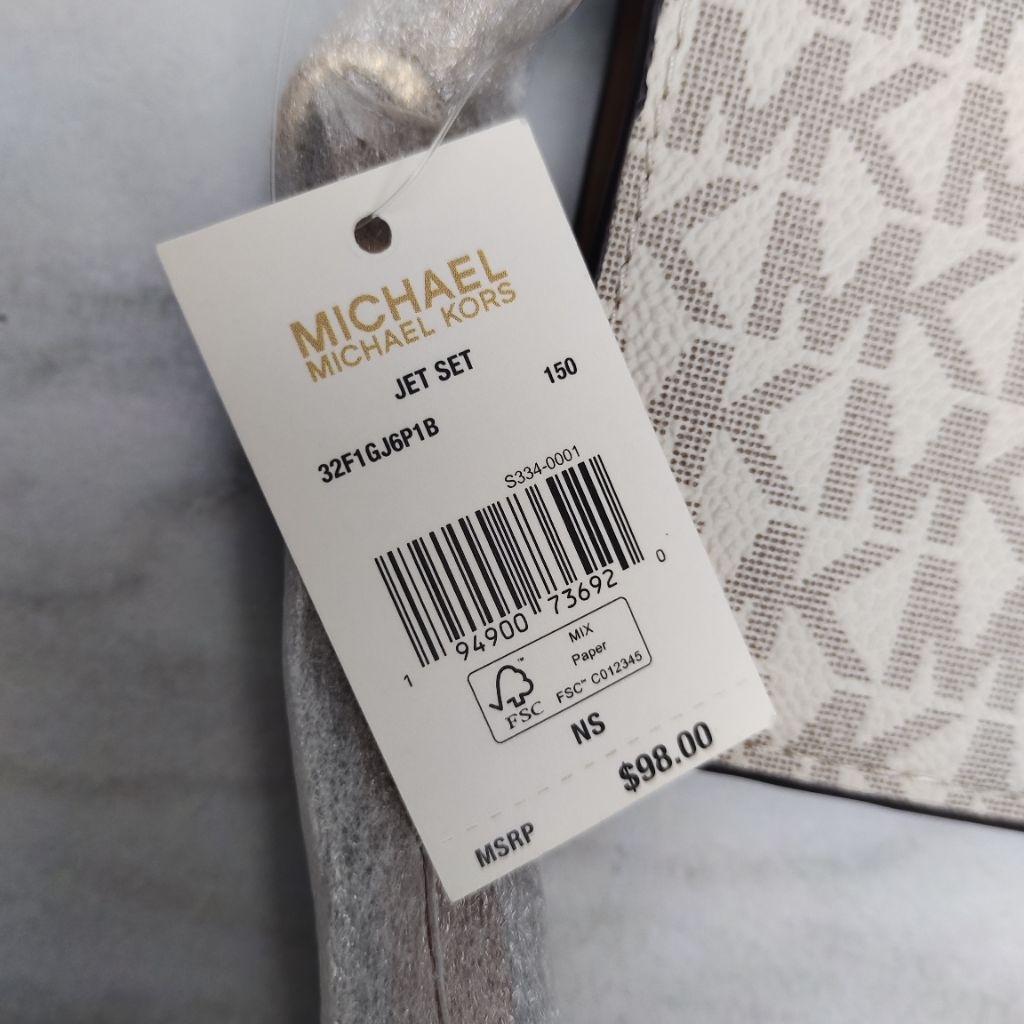 MICHAEL
MICHAEL KORS
JET SET
150
32F1GJ6P1B
S334-0001
1 94900 73692 0
FSC™
MIX
Paper
FSC™ C012345
NS
MSRP $98.00